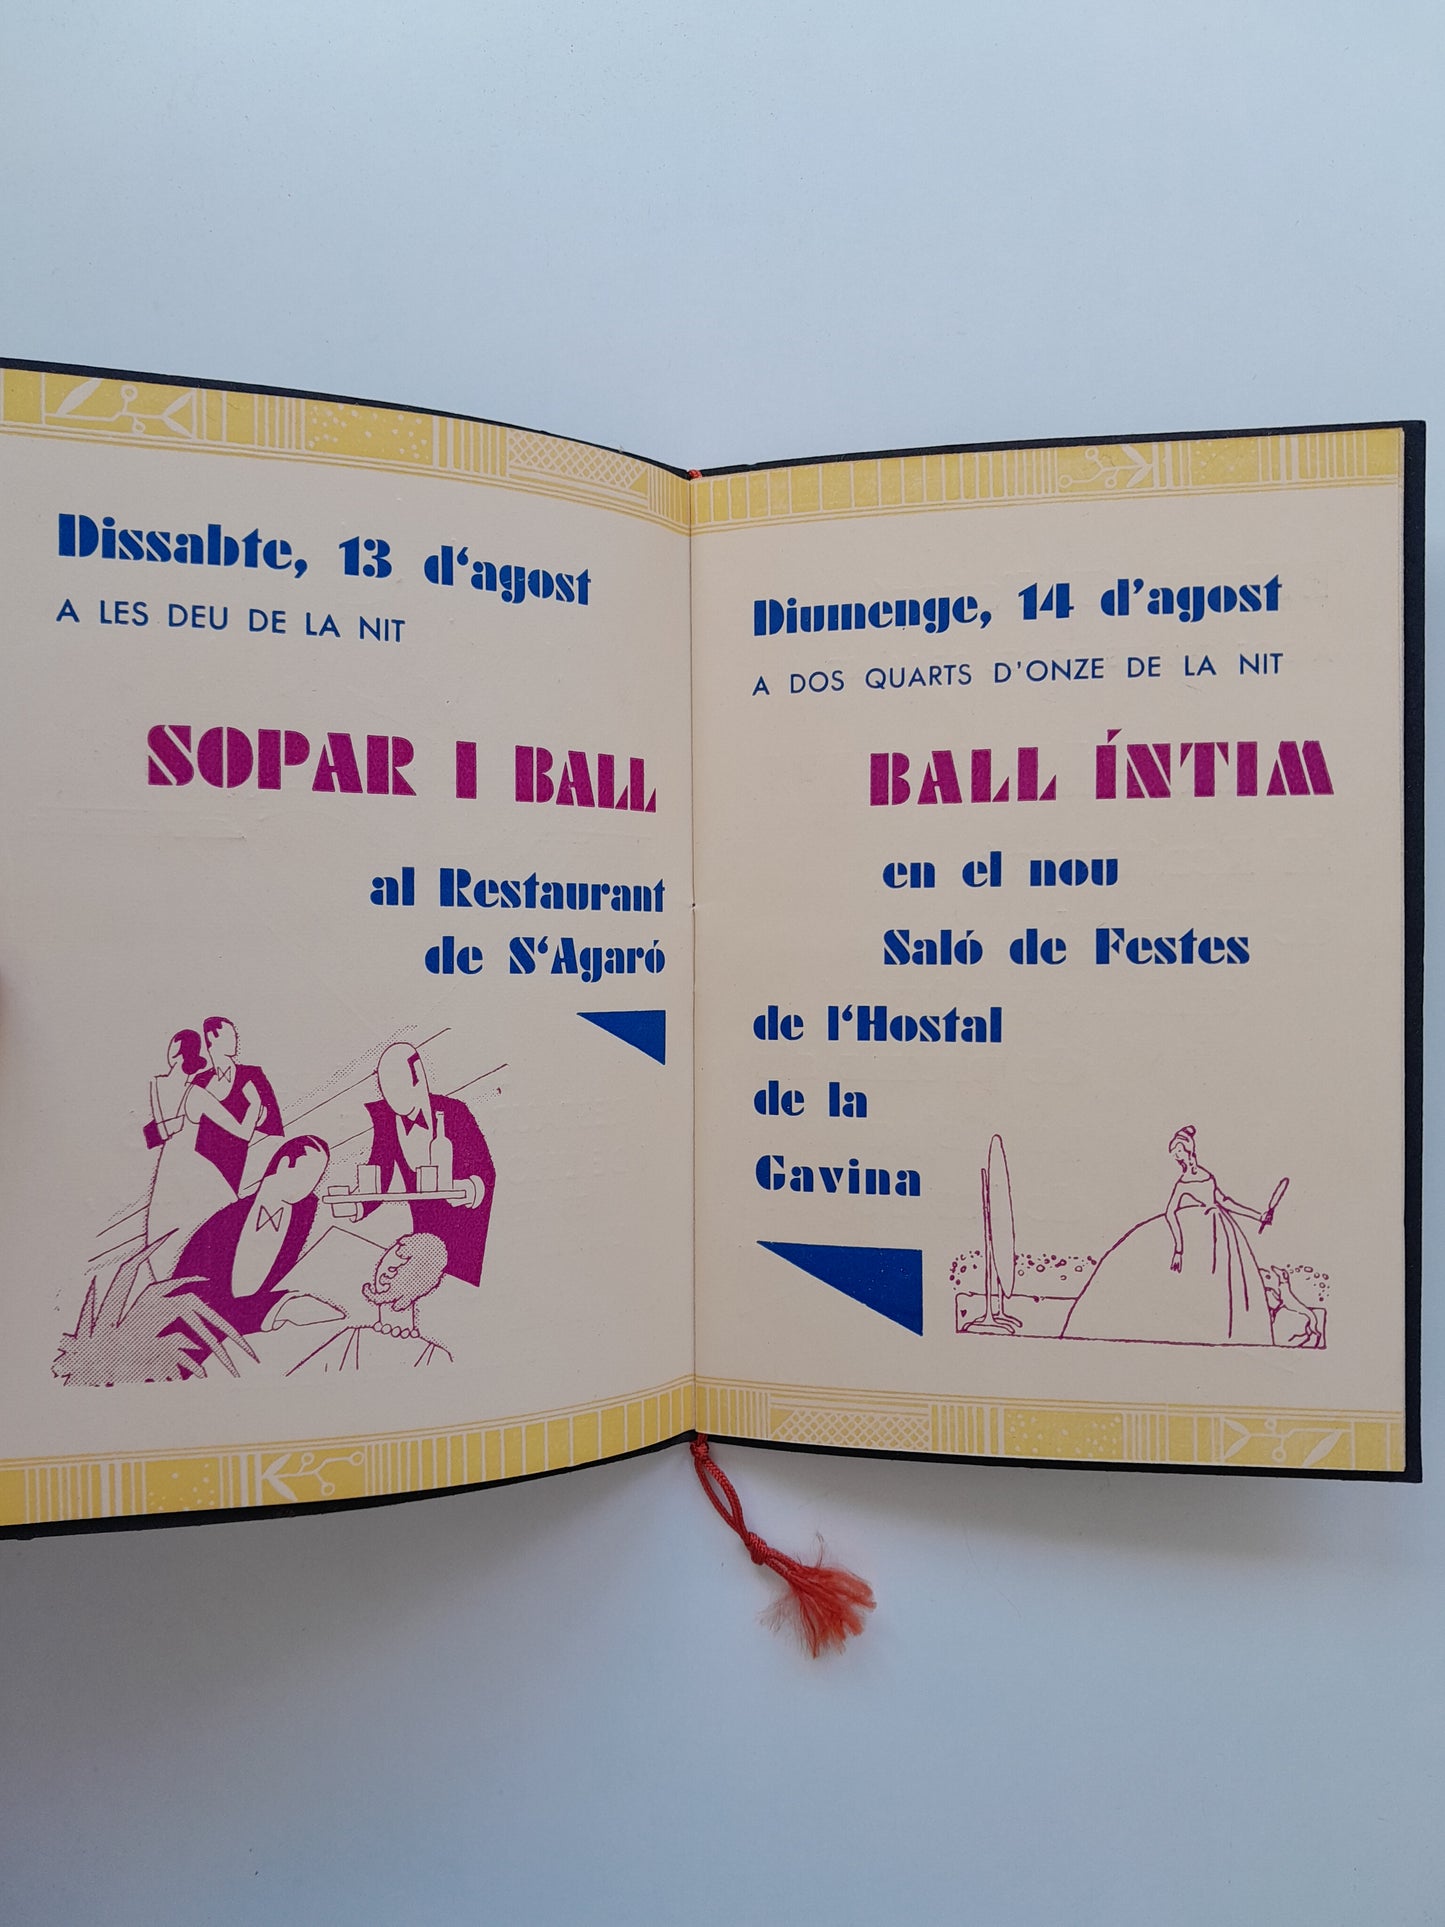 Dissabte, 13 d‘agost
A LES DEU DE LA NIT
SOPAR I BALL
al Restaurant
de S‘Agaró
Diumenge, 14 d’agost
A DOS QUARTS D’ONZE DE LA NIT
BALL ÍNTIM
en el nou
Saló de Festes
de l‘Hostal
de la
Gavina